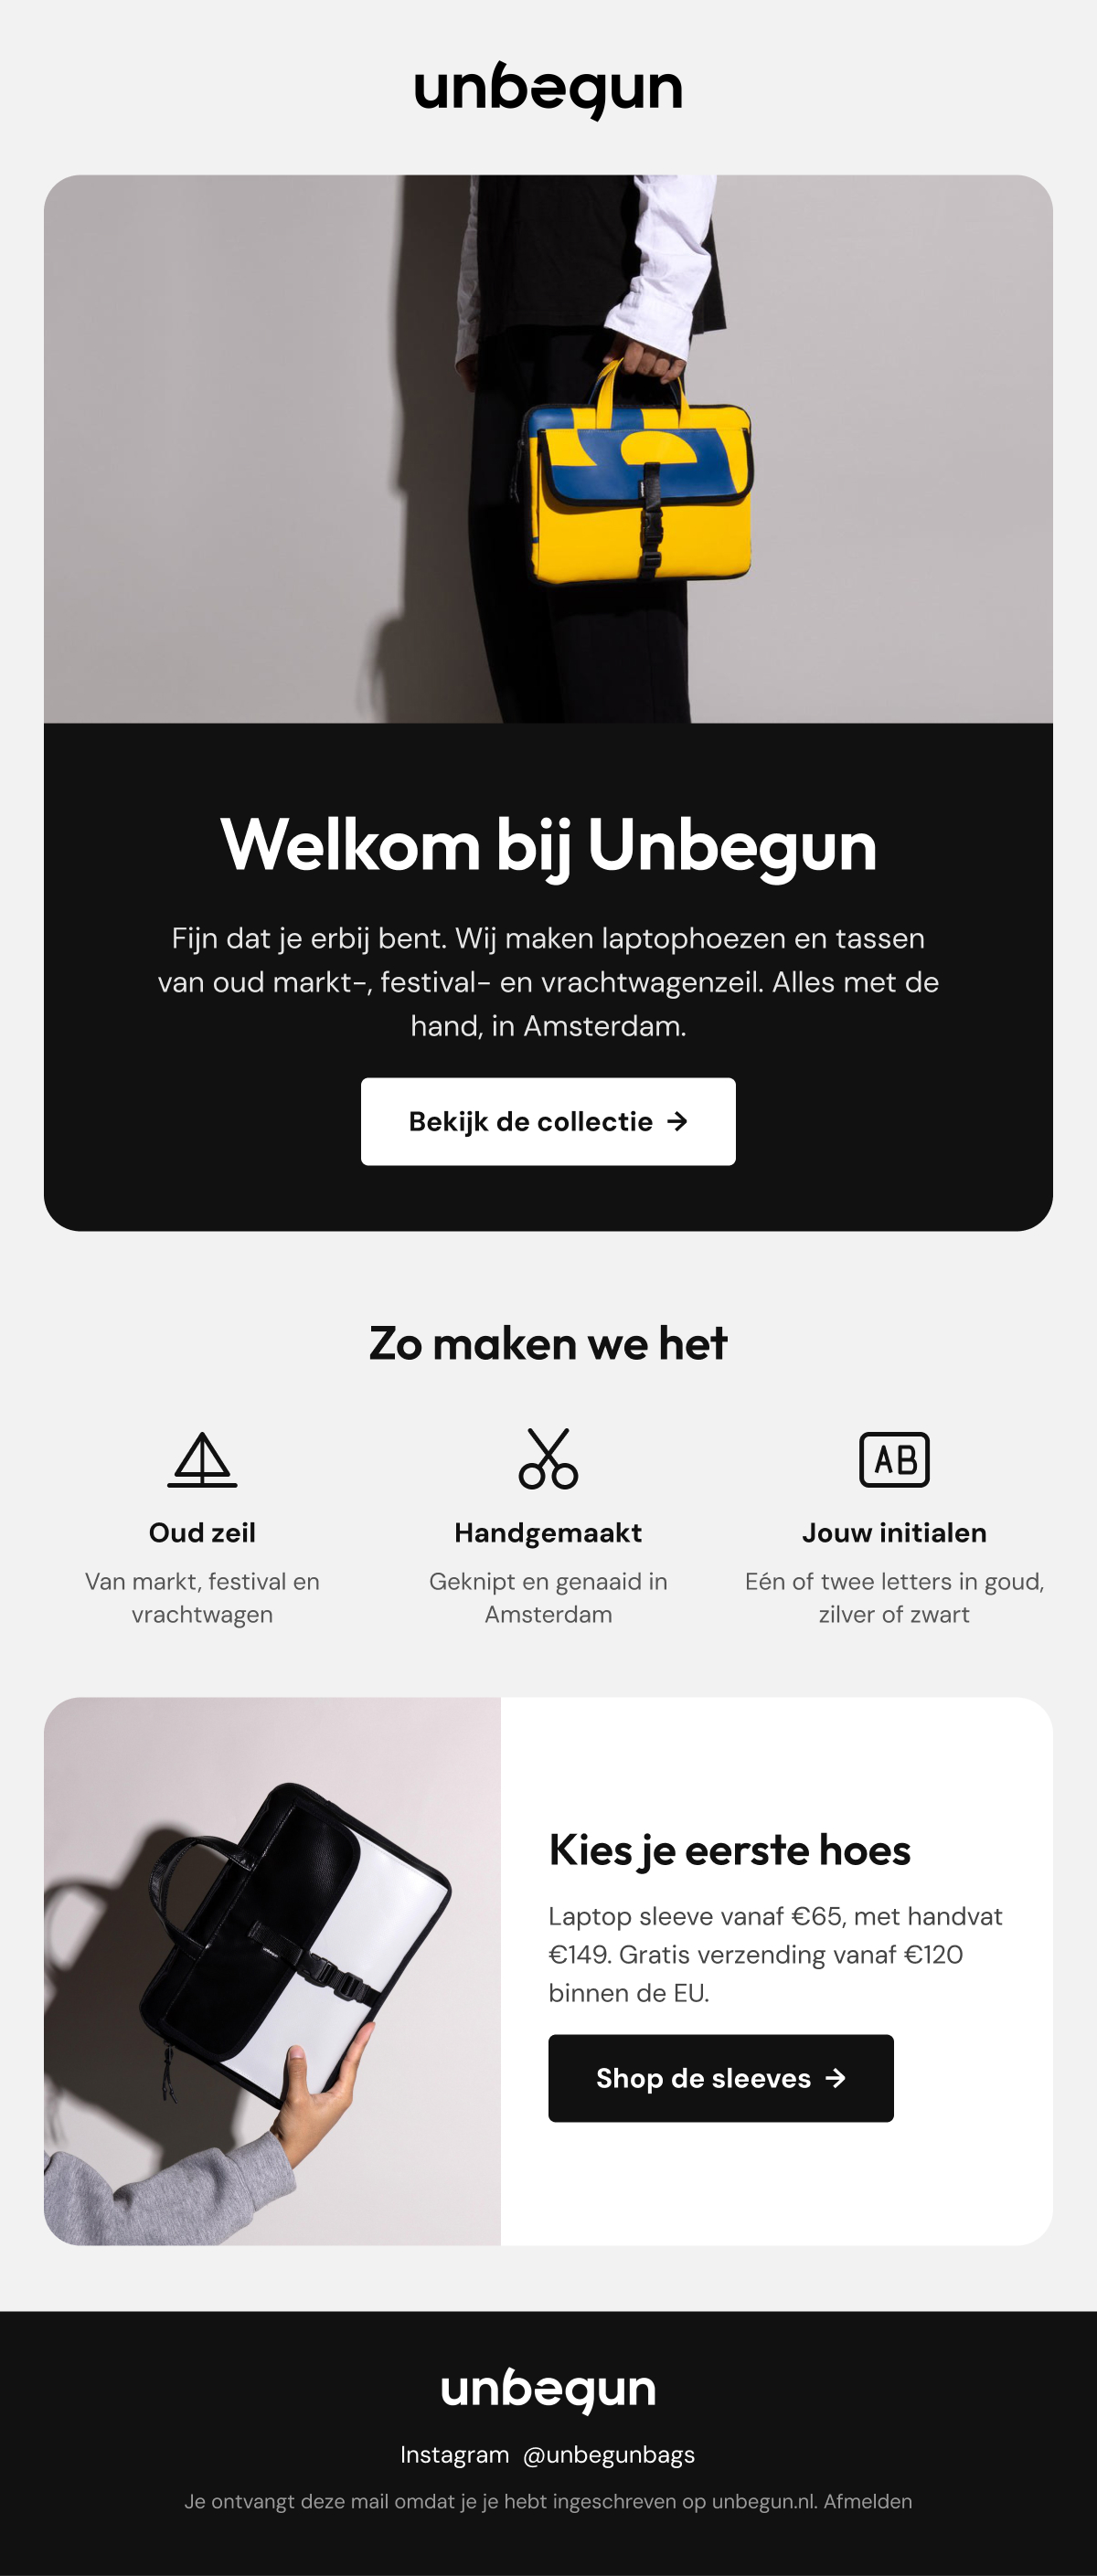 unbegun
Welkom bij Unbegun
Fijn dat je erbij bent. Wij maken laptophoezen en tassen
van oud markt-, festival- en vrachtwagenzeil. Alles met de
hand, in Amsterdam.
Bekijk de collectie →
Zo maken we het
AB
Oud zeil
Van markt, festival en
vrachtwagen
Handgemaakt
Geknipt en genaaid in
Amsterdam
Jouw initialen
Eén of twee letters in goud,
zilver of zwart
Kies je eerste hoes
Laptop sleeve vanaf €65, met handvat
€149. Gratis verzending vanaf €120
binnen de EU.
Shop de sleeves →
unbegun
Instagram @unbegunbags
Je ontvangt deze mail omdat je je hebt ingeschreven op unbegun.nl. Afmelden